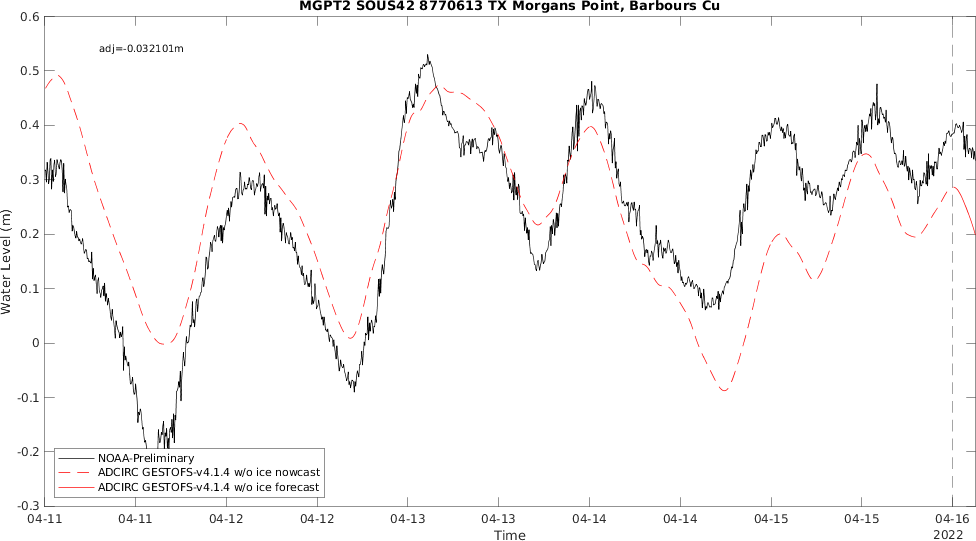 MGPT2 SOUS42 8770613 TX Morgans Point, Barbours Cu
adj=-0.032101m
Water Level (m)
0.6
0.5
0.4
0.3
0.2
0.1
0
-0.1
-0.2
-0.3
NOAA-Preliminary
ADCIRC GESTOFS-v4.1.4 w/o ice nowcast
ADCIRC GESTOFS-v4.1.4 w/o ice forecast
04-11 04-11 04-12 04-12 04-13 04-13 04-14 04-14 04-15 04-15 04-16
Time
2022